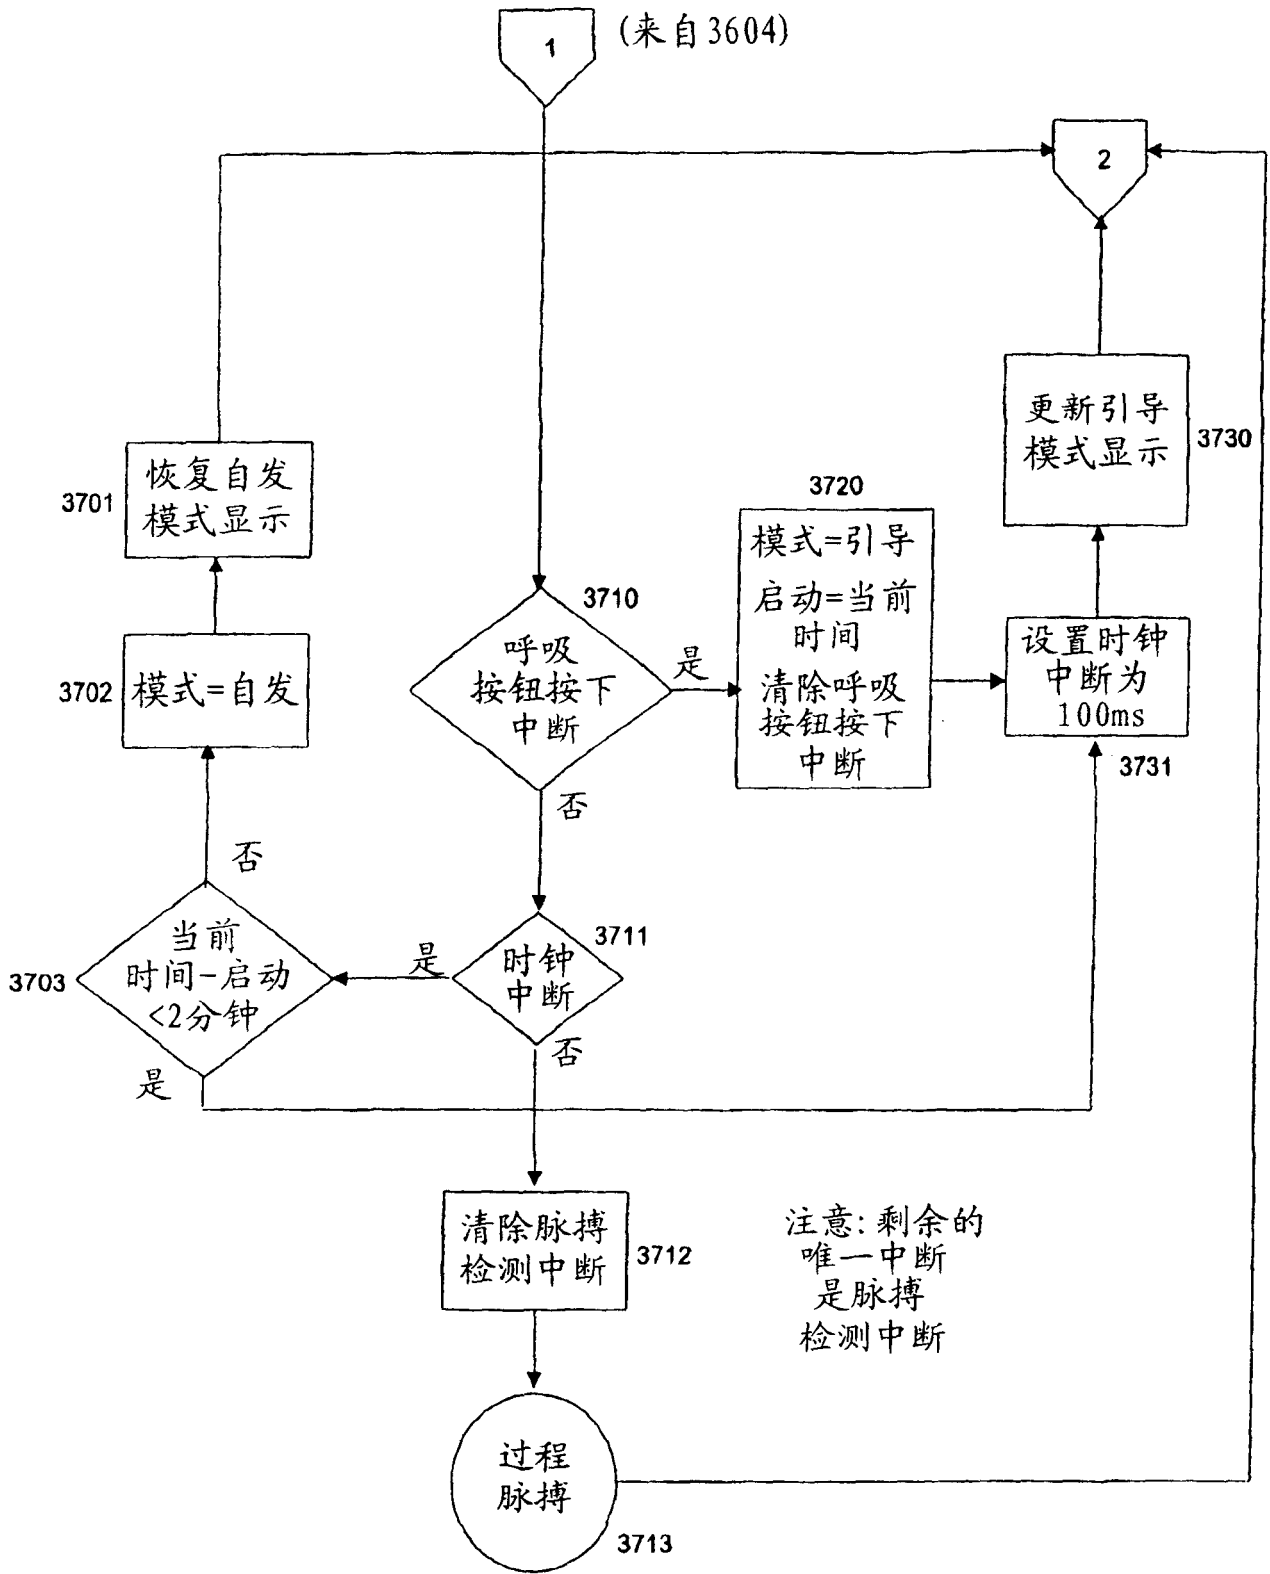 1
(来自3604)
2
更新引导
模式显示
3730
恢复自发
模式显示
3701
3720
模式=引导
启动=当前
时间
清除呼吸
按钮按下
中断
3710
呼吸
按钮按下
中断
是
设置时钟
中断为
100ms
3731
3702
模式=自发
否
否
3711
时钟
中断
是
当前
时间-启动
<2分钟
3703
否
是
清除脉搏
检测中断
3712
注意:剩余的
唯一中断
是脉搏
检测中断
过程
脉搏
3713